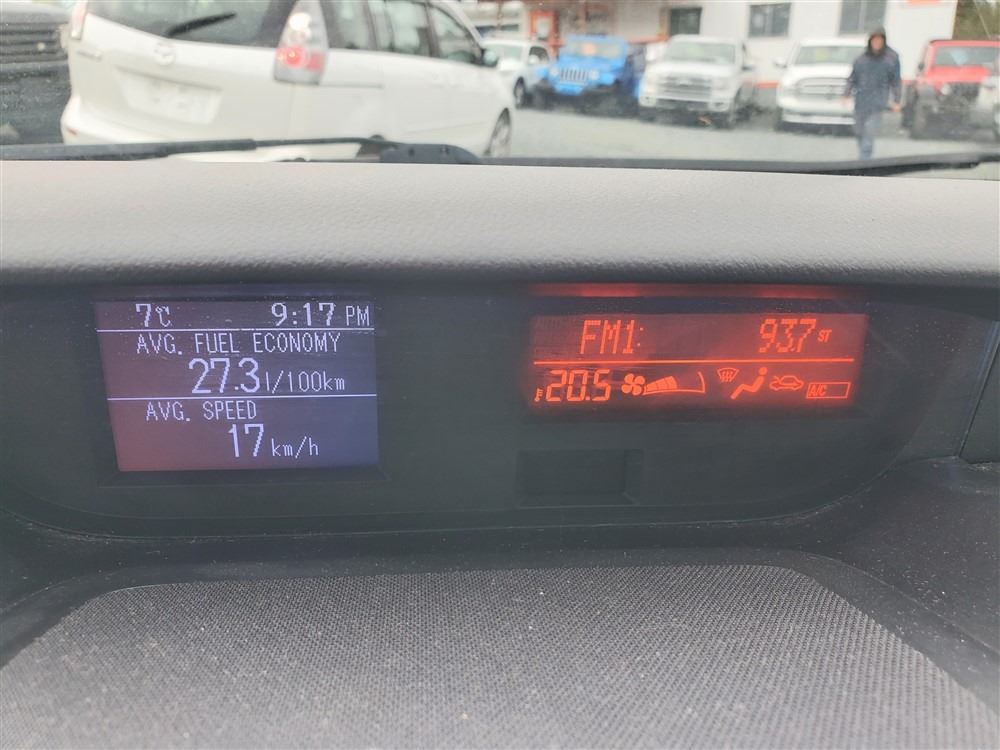 7℃ 9:17 PM
AVG. FUEL ECONOMY
27.3 l/100km
AVG. SPEED
17 km/h
FM1: 93.7 ST
20.5 A/C